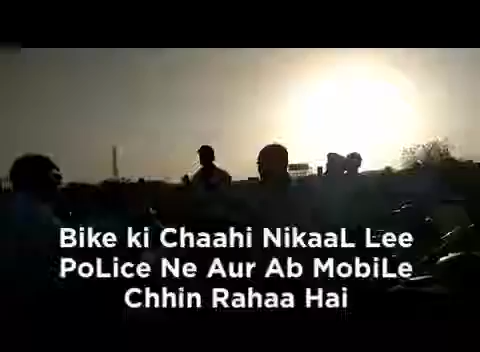 Bike ki Chaahi NikaaL Lee
PoLice Ne Aur Ab MobiLe
Chhin Rahaa Hai